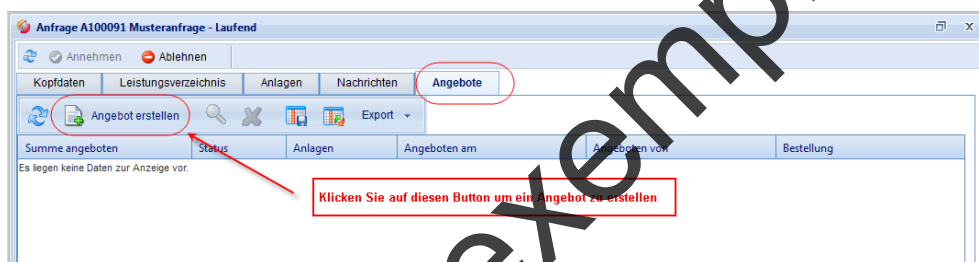 Anfrage A100091 Musteranfrage - Laufend
Annehmen Ablehnen
Kopfdaten Leistungsverzeichnis Anlagen Nachrichten Angebote
Angebot erstellen Export
Summe angeboten Status Anlagen Angeboten am Angeboten von Bestellung
Es liegen keine Daten zur Anzeige vor.
Klicken Sie auf diesen Button um ein Angebot zu erstellen